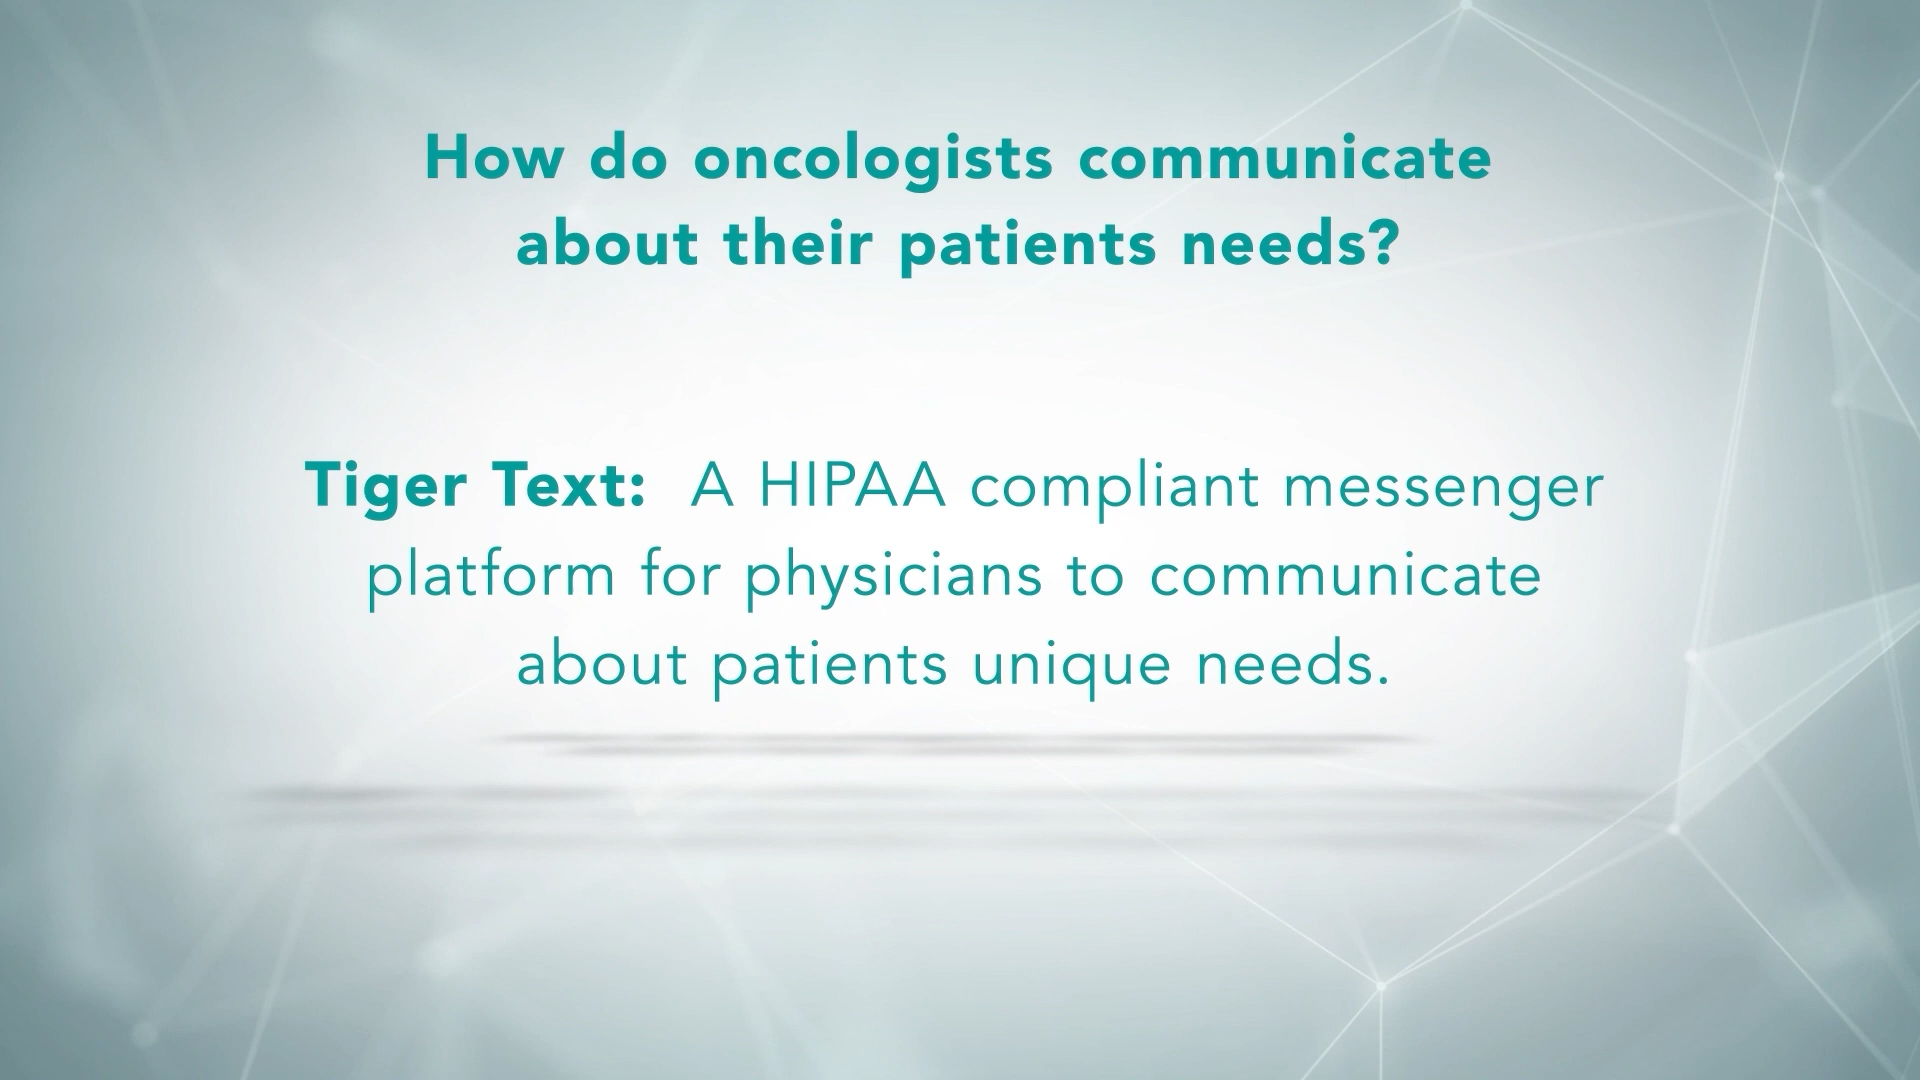 How do oncologists communicate
about their patients needs?
Tiger Text: A HIPAA compliant messenger
platform for physicians to communicate
about patients unique needs.